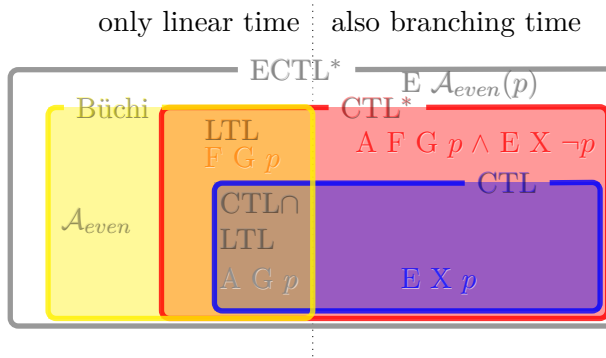 only linear time also branching time
ECTL*
E 𝒜even(p)
Büchi CTL*
LTL
F G p
A F G p ∧ E X ¬p
CTL
CTL∩
LTL
𝒜even
A G p
E X p